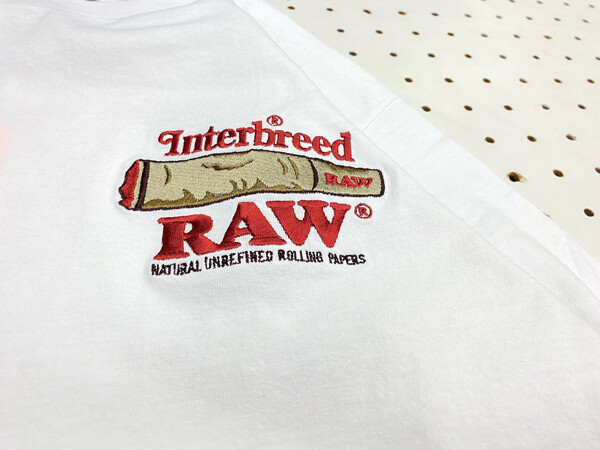 Interbreed®
RAW
RAW®
NATURAL UNREFINED ROLLING PAPERS